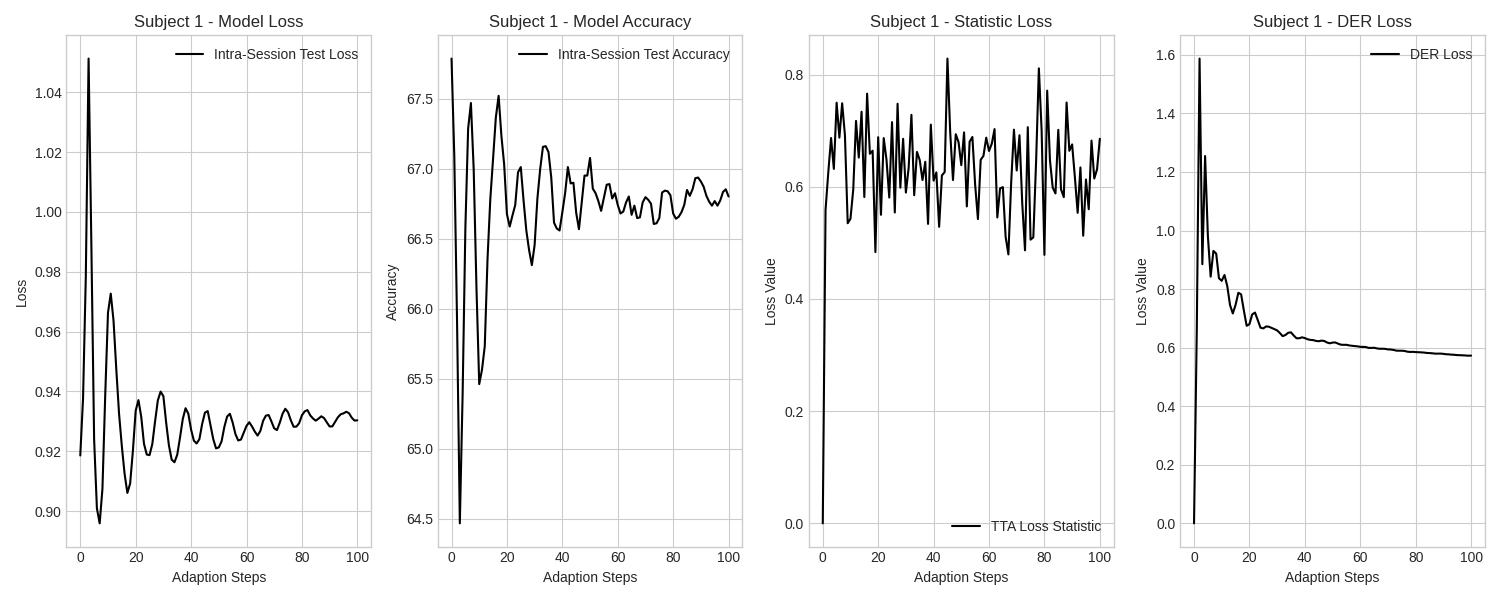 Subject 1 - Model Loss
Intra-Session Test Loss
Loss
1.04
1.02
1.00
0.98
0.96
0.94
0.92
0.90
0 20 40 60 80 100
Adaption Steps
Subject 1 - Model Accuracy
Intra-Session Test Accuracy
Accuracy
67.5
67.0
66.5
66.0
65.5
65.0
64.5
0 20 40 60 80 100
Adaption Steps
Subject 1 - Statistic Loss
Loss Value
0.8
0.6
0.4
0.2
0.0
TTA Loss Statistic
0 20 40 60 80 100
Adaption Steps
Subject 1 - DER Loss
DER Loss
Loss Value
1.6
1.4
1.2
1.0
0.8
0.6
0.4
0.2
0.0
0 20 40 60 80 100
Adaption Steps